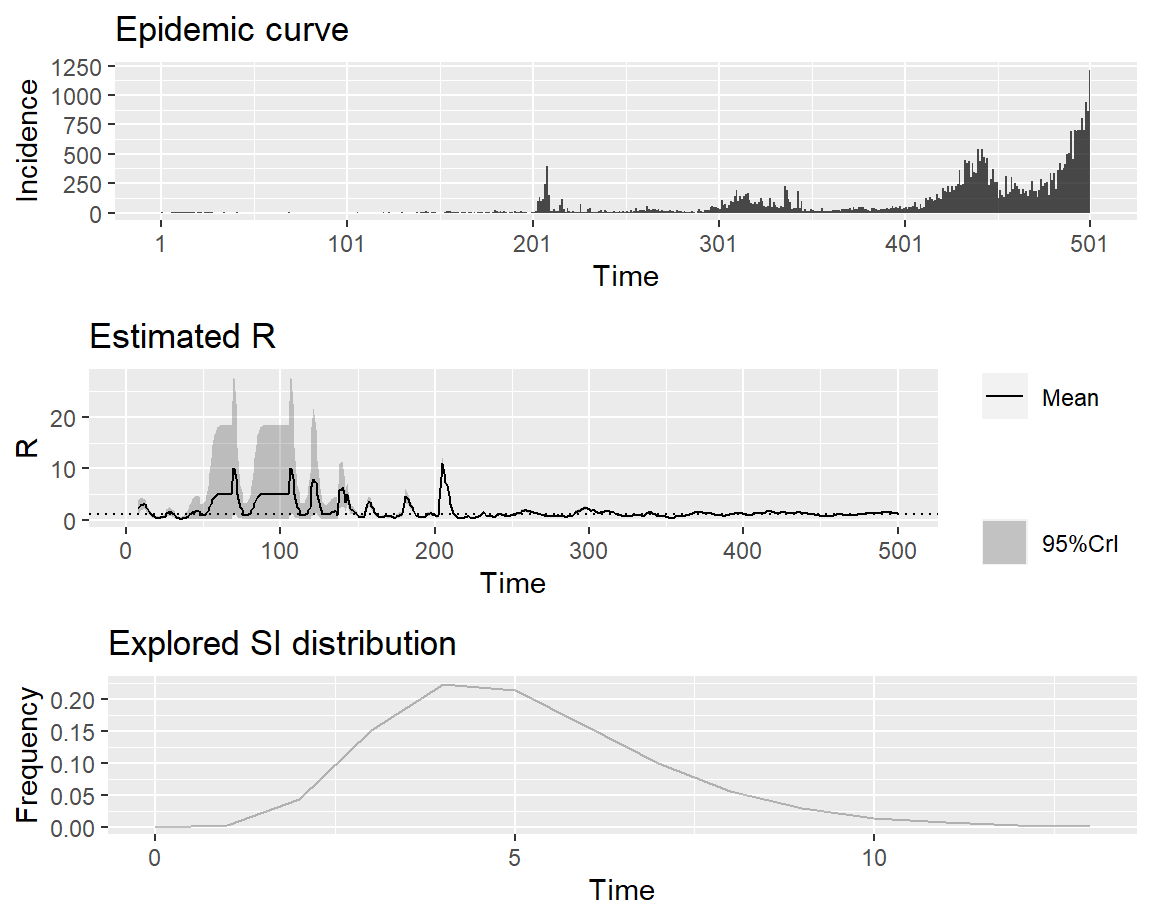 Epidemic curve
Incidence
1250
1000
750
500
250
0
1 101 201 301 401 501
Time
Estimated R
R
20
10
0
0 100 200 300 400 500
Time
Mean
95%CrI
Explored SI distribution
Frequency
0.20
0.15
0.10
0.05
0.00
0 5 10
Time